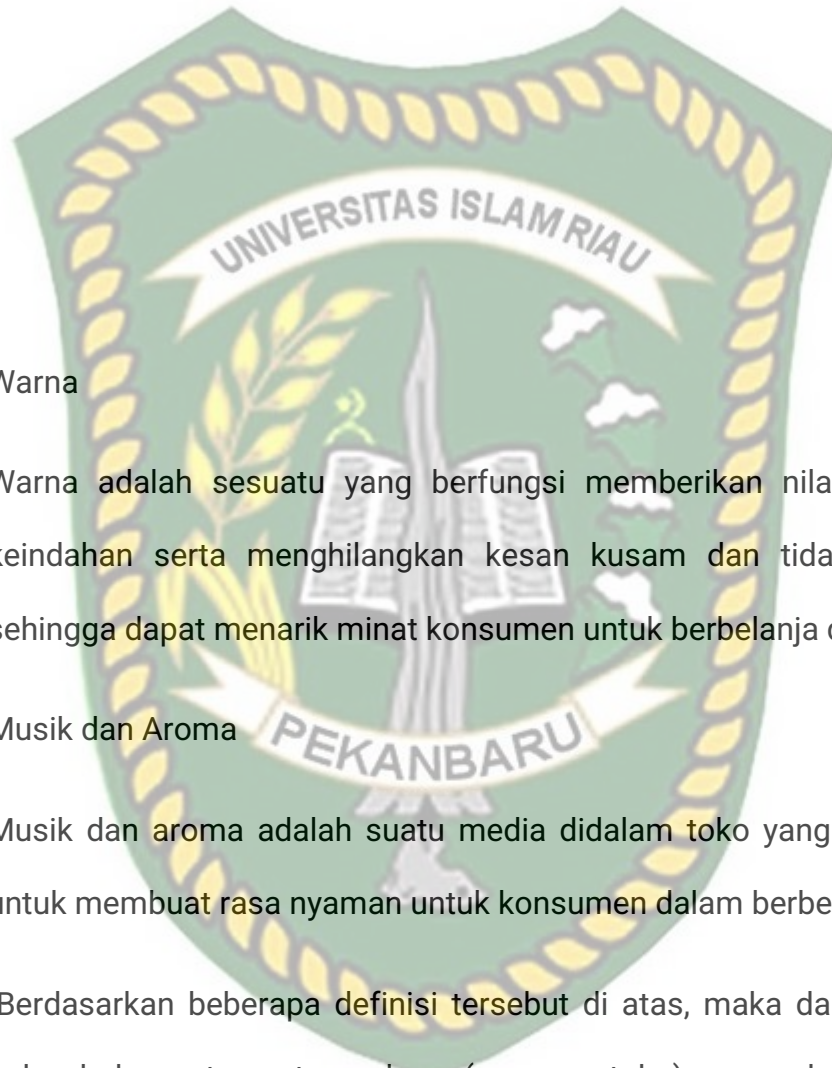 UNIVERSITAS ISLAM RIAU
Warna
Warna adalah sesuatu yang berfungsi memberikan nila
keindahan serta menghilangkan kesan kusam dan tida
sehingga dapat menarik minat konsumen untuk berbelanja
Musik dan Aroma
PEKANBARU
Musik dan aroma adalah suatu media didalam toko yang
untuk membuat rasa nyaman untuk konsumen dalam berbe
Berdasarkan beberapa definisi tersebut di atas, maka da